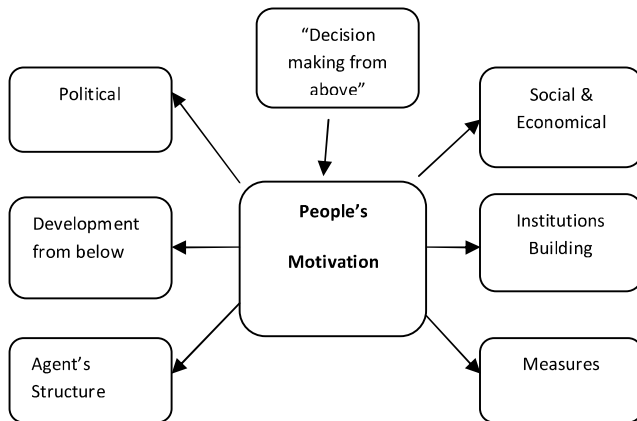 “Decision
making from
above”
Political
Social &
Economical
People’s
Motivation
Development
from below
Institutions
Building
Agent’s
Structure
Measures